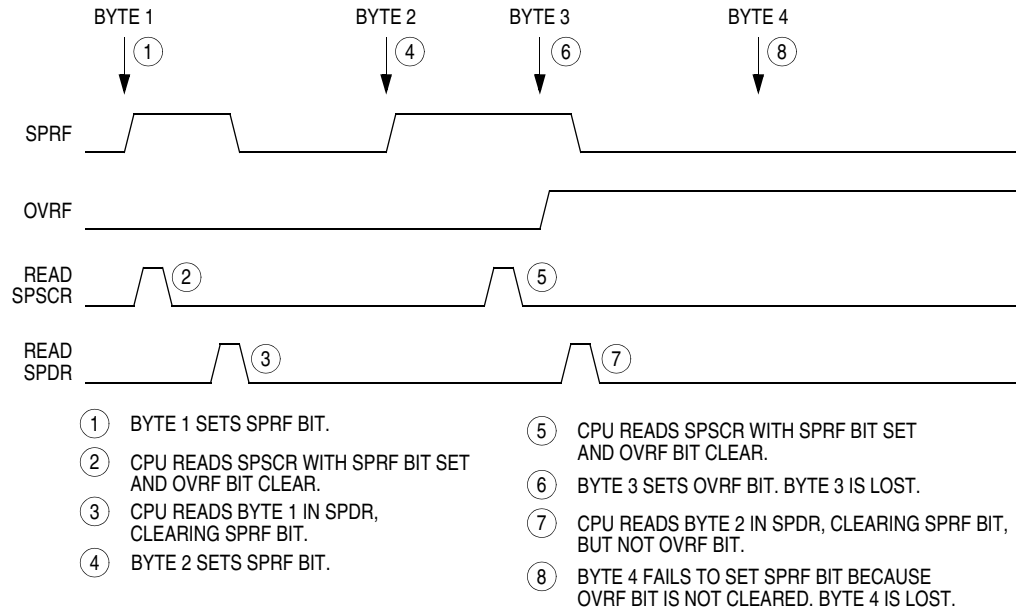 BYTE 1 BYTE 2 BYTE 3 BYTE 4
1 4 6 8
SPRF
OVRF
READ
SPSCR
2 5
READ
SPDR
3 7
1 BYTE 1 SETS SPRF BIT.
2 CPU READS SPSCR WITH SPRF BIT SET
AND OVRF BIT CLEAR.
3 CPU READS BYTE 1 IN SPDR,
CLEARING SPRF BIT.
4 BYTE 2 SETS SPRF BIT.
5 CPU READS SPSCR WITH SPRF BIT SET
AND OVRF BIT CLEAR.
6 BYTE 3 SETS OVRF BIT. BYTE 3 IS LOST.
7 CPU READS BYTE 2 IN SPDR, CLEARING SPRF BIT,
BUT NOT OVRF BIT.
8 BYTE 4 FAILS TO SET SPRF BIT BECAUSE
OVRF BIT IS NOT CLEARED. BYTE 4 IS LOST.